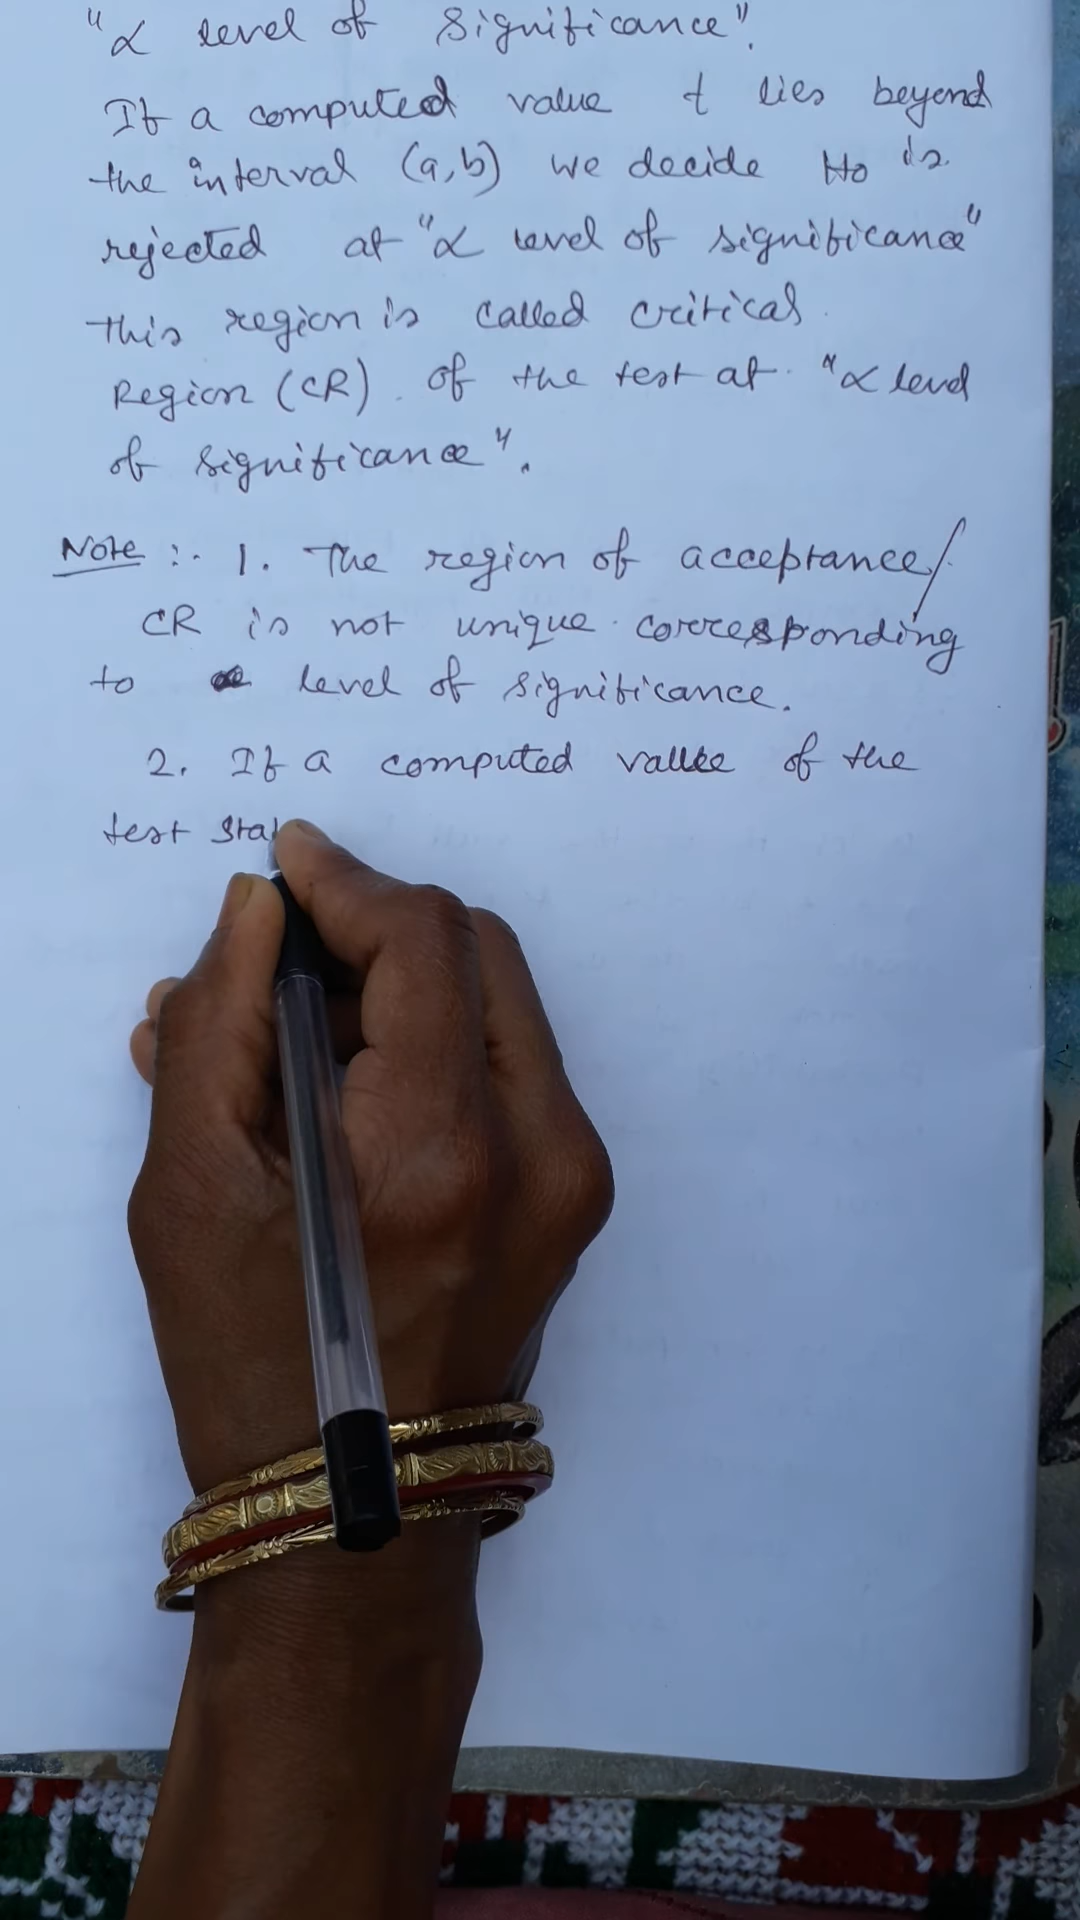 "α level of Significance".
If a computed value t lies beyond
the interval (a,b) we decide Ho is
rejected at "α level of significance"
this region is called critical
Region (CR). of the test at "α level
of significance".
Note :- 1. The region of acceptance/
CR is not unique corresponding
to level of significance.
2. If a computed value of the
test stat